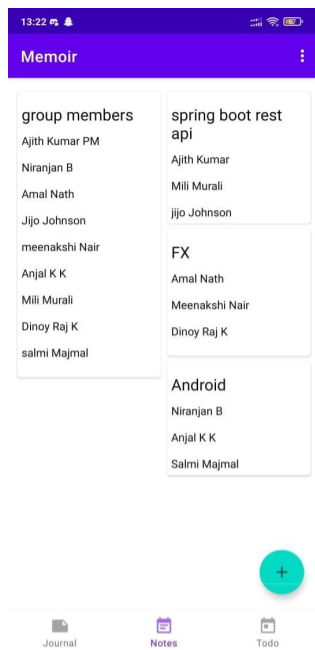 13:22
Memoir
group members
Ajith Kumar PM
Niranjan B
Amal Nath
Jijo Johnson
meenakshi Nair
Anjal K K
Mili Murali
Dinoy Raj K
salmi Majmal
spring boot rest
api
Ajith Kumar
Mili Murali
jijo Johnson
FX
Amal Nath
Meenakshi Nair
Dinoy Raj K
Android
Niranjan B
Anjal K K
Salmi Majmal
+
Journal
Notes
Todo